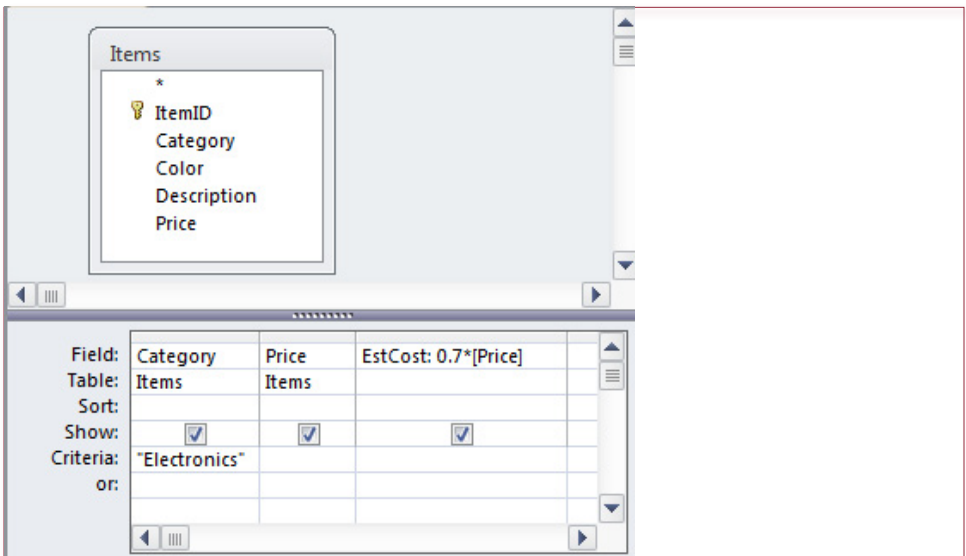 Items
*
ItemID
Category
Color
Description
Price
Field: Category Price EstCost: 0.7*[Price]
Table: Items Items
Sort:
Show:
Criteria: "Electronics"
or: